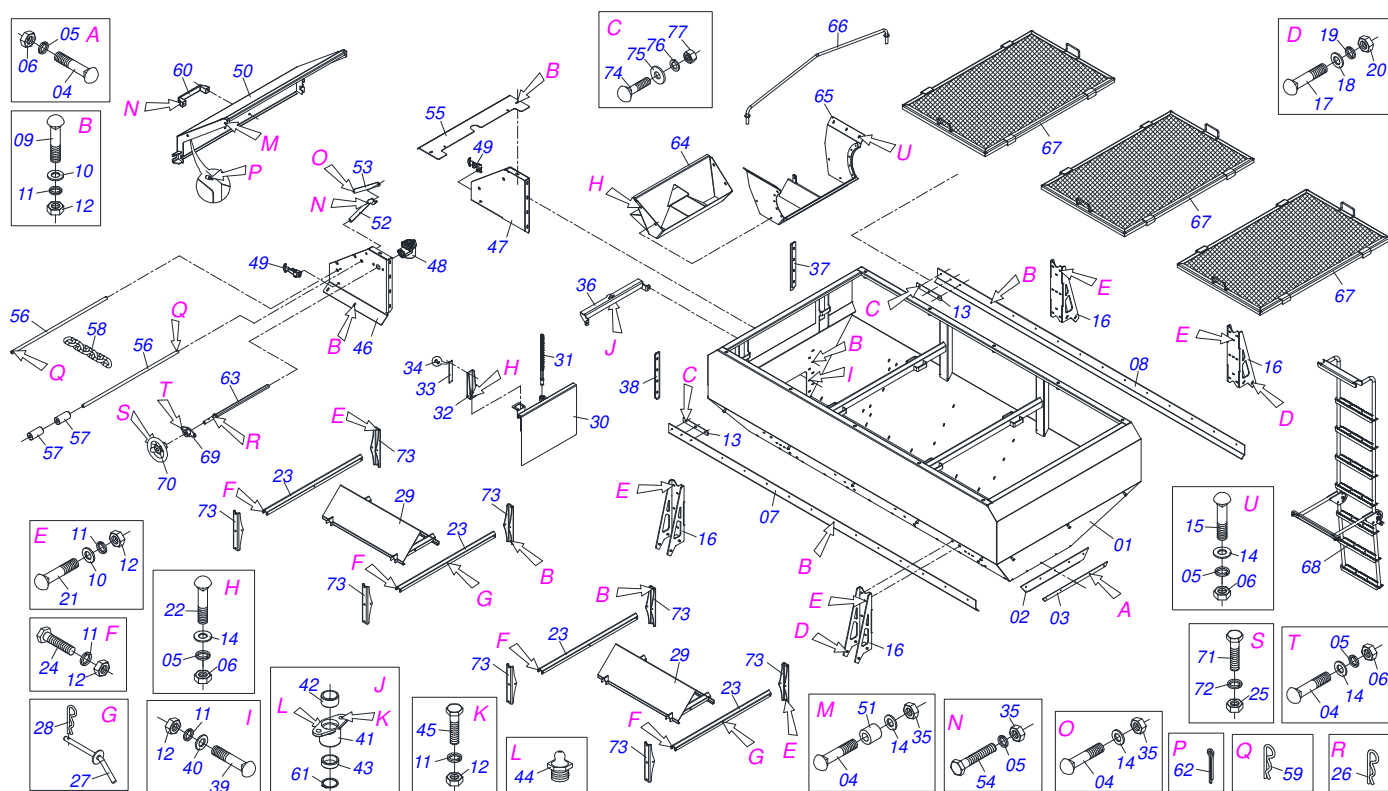 A
05
06
04
B
09
10
11
12
60
50
N
M
P
C
77
76
75
74
66
D
19
18
20
17
B
55
49
O
53
N
52
47
48
49
46
B
65
64
U
H
67
67
67
37
36
J
C
13
B
E
16
E
16
D
08
56
Q
58
Q
56
63
T
S
R
57
57
69
70
31
34
33
32
H
30
38
B
I
C
13
07
B
01
02
03
A
68
E
73
23
F
73
29
73
23
B
F
G
73
E
16
E
D
16
B
73
23
F
73
29
23
73
F
G
E
73
E
11
12
10
21
F
11
24
12
G
28
27
H
22
14
05
06
I
11
12
40
39
J
42
L
K
41
43
61
K
45
11
12
L
44
M
51
35
14
04
N
35
05
54
O
35
14
04
P
62
Q
59
R
26
U
15
14
05
06
S
71
72
25
T
05
06
14
04